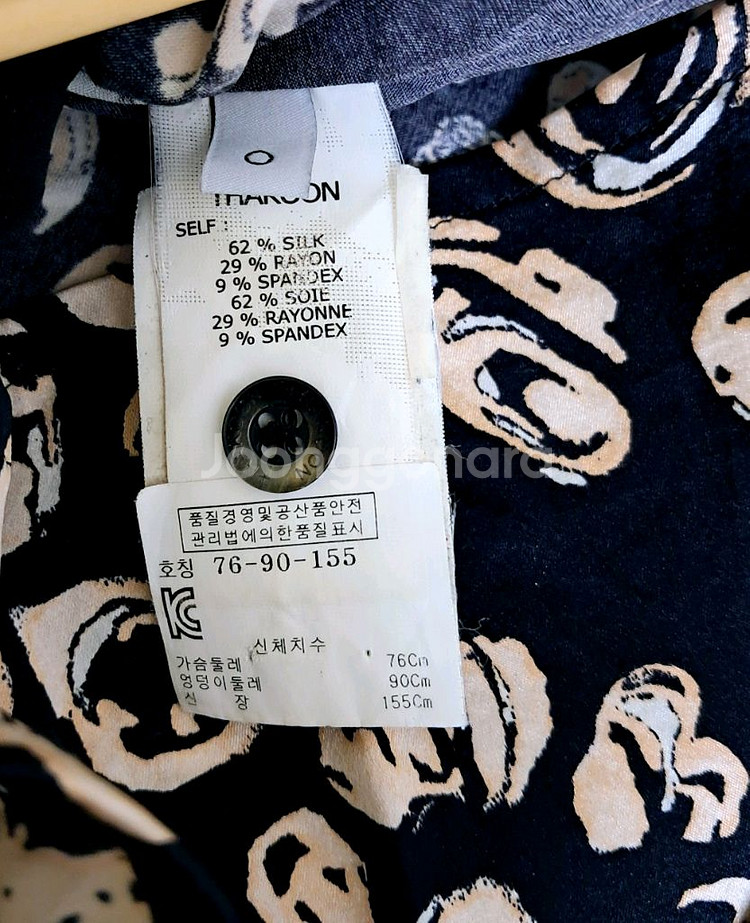 0
THAKOON
SELF :
62 % SILK
29 % RAYON
9 % SPANDEX
62 % SOIE
29 % RAYONNE
9 % SPANDEX
NO
Joonggonara
품질경영및공산품안전
관리법에의한품질표시
호칭 76-90-155
신체치수
가슴둘레 76Cm
엉덩이둘레 90Cm
신 장 155Cm